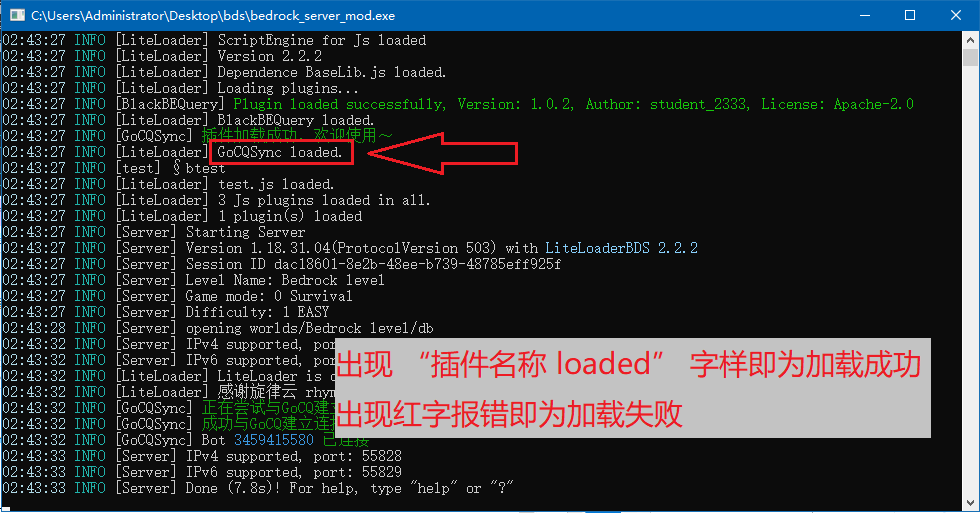 C:\Users\Administrator\Desktop\bds\bedrock_server_mod.exe
02:43:27 INFO [LiteLoader] ScriptEngine for Js loaded
02:43:27 INFO [LiteLoader] Version 2.2.2
02:43:27 INFO [LiteLoader] Dependence BaseLib.js loaded.
02:43:27 INFO [LiteLoader] Loading plugins...
02:43:27 INFO [BlackBEQuery] Plugin loaded successfully, Version: 1.0.2, Author: student_2333, License: Apache-2.0
02:43:27 INFO [LiteLoader] BlackBEQuery loaded.
02:43:27 INFO [GoCQSync] 插件加载成功，欢迎使用~
02:43:27 INFO [LiteLoader] GoCQSync loaded.
02:43:27 INFO [test] §btest
02:43:27 INFO [LiteLoader] test.js loaded.
02:43:27 INFO [LiteLoader] 3 Js plugins loaded in all.
02:43:27 INFO [LiteLoader] 1 plugin(s) loaded
02:43:27 INFO [Server] Starting Server
02:43:27 INFO [Server] Version 1.18.31.04(ProtocolVersion 503) with LiteLoaderBDS 2.2.2
02:43:27 INFO [Server] Session ID dac18601-8e2b-48ee-b739-48785eff925f
02:43:27 INFO [Server] Level Name: Bedrock level
02:43:27 INFO [Server] Game mode: 0 Survival
02:43:27 INFO [Server] Difficulty: 1 EASY
02:43:28 INFO [Server] opening worlds/Bedrock level/db
02:43:32 INFO [Server] IPv4 supported, port:
02:43:32 INFO [Server] IPv6 supported, port:
02:43:32 INFO [LiteLoader] LiteLoader is
02:43:32 INFO [LiteLoader] 感谢旋律云 rhym
02:43:32 INFO [GoCQSync] 正在尝试与GoCQ建立
02:43:32 INFO [GoCQSync] 成功与GoCQ建立连接
02:43:32 INFO [GoCQSync] Bot 3459415580 已连接
02:43:33 INFO [Server] IPv4 supported, port: 55828
02:43:33 INFO [Server] IPv6 supported, port: 55829
02:43:33 INFO [Server] Done (7.8s)! For help, type "help" or "?"
出现 “插件名称 loaded” 字样即为加载成功
出现红字报错即为加载失败